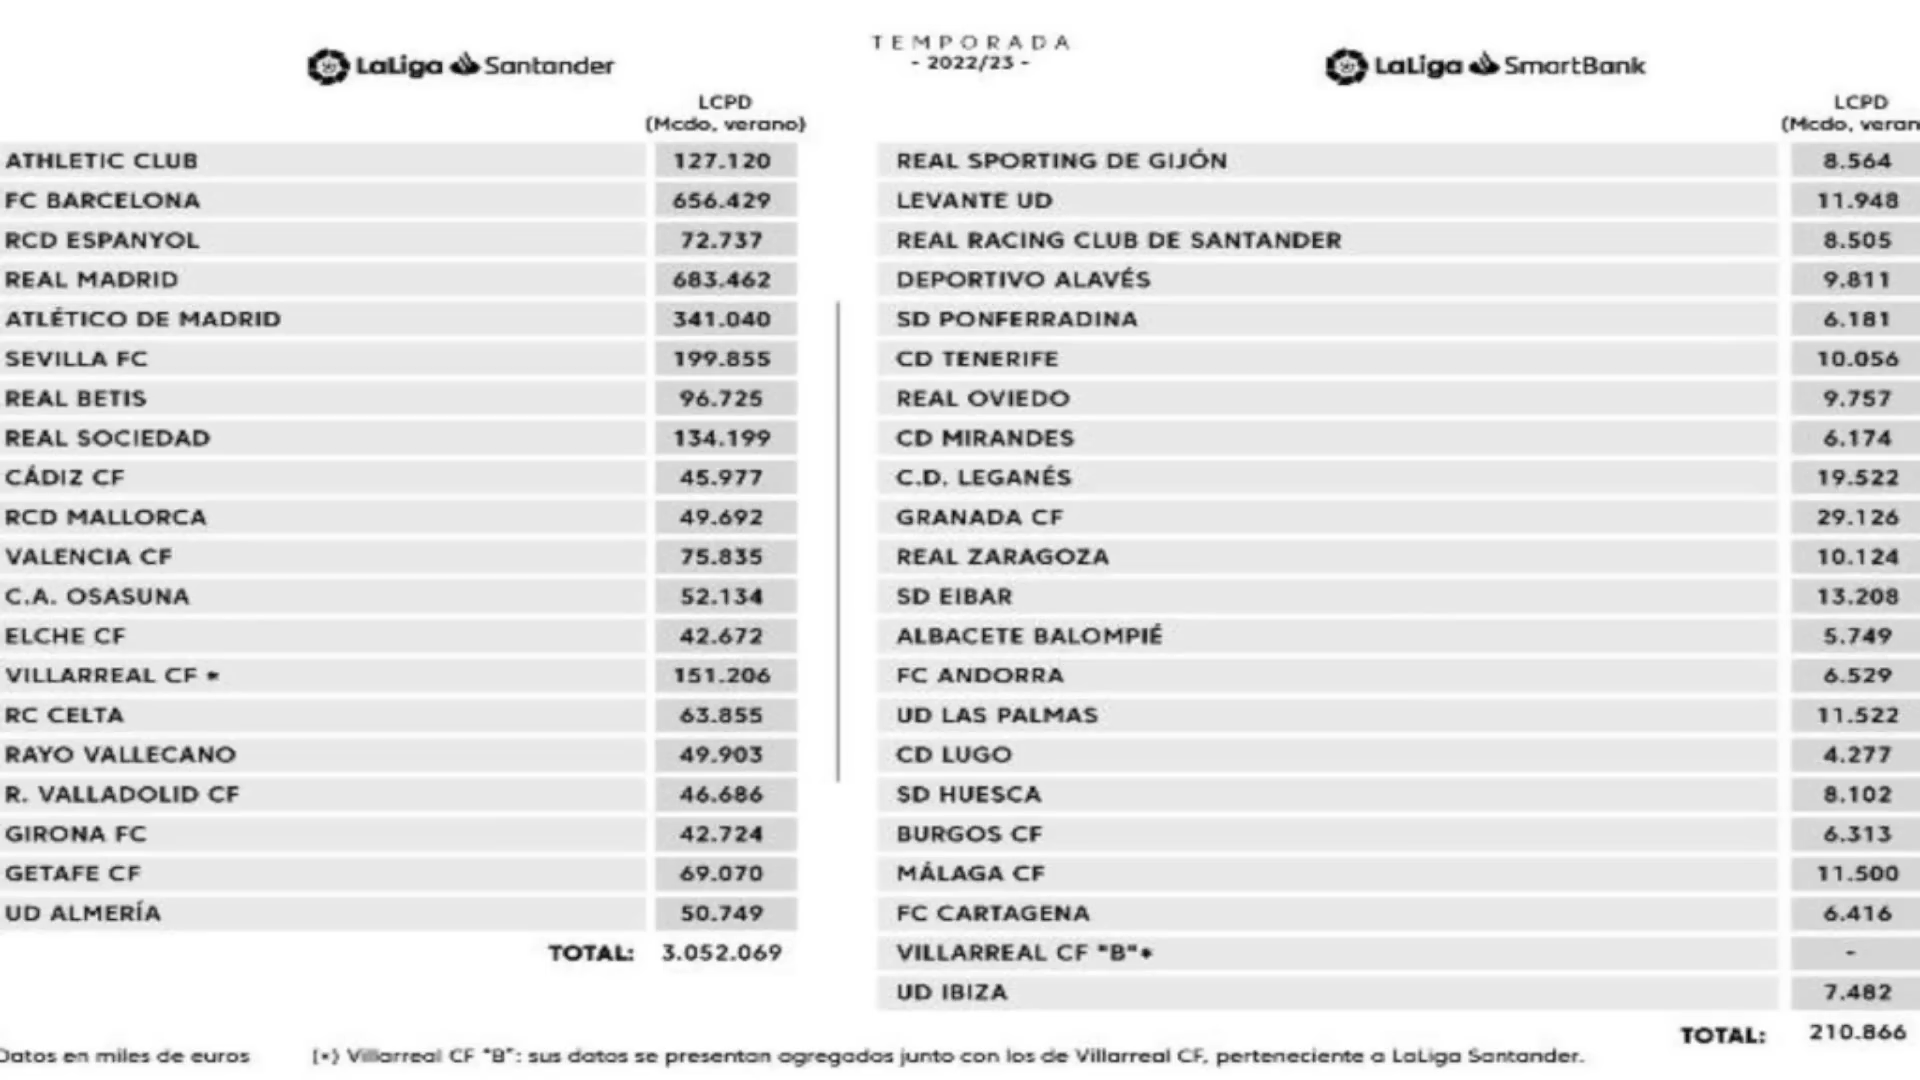 TEMPORADA
- 2022/23 -
LaLiga Santander
LCPD
(Mcdo, verano)
ATHLETIC CLUB 127.120
FC BARCELONA 656.429
RCD ESPANYOL 72.737
REAL MADRID 683.462
ATLÉTICO DE MADRID 341.040
SEVILLA FC 199.855
REAL BETIS 96.725
REAL SOCIEDAD 134.199
CÁDIZ CF 45.977
RCD MALLORCA 49.692
VALENCIA CF 75.835
C.A. OSASUNA 52.134
ELCHE CF 42.672
VILLARREAL CF * 151.206
RC CELTA 63.855
RAYO VALLECANO 49.903
R. VALLADOLID CF 46.686
GIRONA FC 42.724
GETAFE CF 69.070
UD ALMERÍA 50.749
TOTAL: 3.052.069
LaLiga SmartBank
LCPD
(Mcdo, veran
REAL SPORTING DE GIJÓN 8.564
LEVANTE UD 11.948
REAL RACING CLUB DE SANTANDER 8.505
DEPORTIVO ALAVÉS 9.811
SD PONFERRADINA 6.181
CD TENERIFE 10.056
REAL OVIEDO 9.757
CD MIRANDES 6.174
C.D. LEGANÉS 19.522
GRANADA CF 29.126
REAL ZARAGOZA 10.124
SD EIBAR 13.208
ALBACETE BALOMPIÉ 5.749
FC ANDORRA 6.529
UD LAS PALMAS 11.522
CD LUGO 4.277
SD HUESCA 8.102
BURGOS CF 6.313
MÁLAGA CF 11.500
FC CARTAGENA 6.416
VILLARREAL CF "B"* -
UD IBIZA 7.482
TOTAL: 210.866
Datos en miles de euros
(*) Villarreal CF "B": sus datos se presentan agregados junto con los de Villarreal CF, perteneciente a LaLiga Santander.